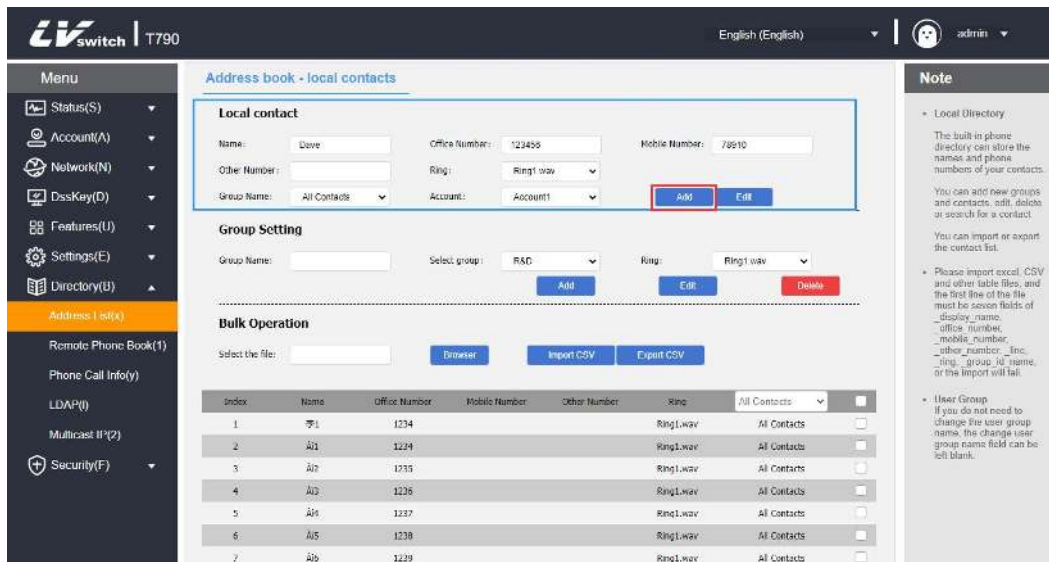 LV switch | T790
English (English)
admin
Menu
Status(S)
Account(A)
Network(N)
DssKey(D)
Features(U)
Settings(E)
Directory(U)
Address List(x)
Remote Phone Book(1)
Phone Call Info(y)
LDAP(l)
Multicast IP(2)
Security(F)
Address book - local contacts
Local contact
Name: Dave Office Number: 123456 Mobile Number: 78910
Other Number: Ring: Ring1.wav
Group Name: All Contacts Account: Account1 Add Edit
Group Setting
Group Name: Select group: R&D Ring: Ring1.wav
Add Edit Delete
Bulk Operation
Select the file: Browser Import CSV Export CSV
Index Name Office Number Mobile Number Other Number Ring All Contacts
1 1234 Ring1.wav All Contacts
2 Àï1 1234 Ring1.wav All Contacts
3 Àï2 1235 Ring1.wav All Contacts
4 Àï3 1236 Ring1.wav All Contacts
5 Àï4 1237 Ring1.wav All Contacts
6 Àï5 1238 Ring1.wav All Contacts
7 Àï6 1239 Ring1.wav All Contacts
Note
Local Directory
The built-in phone
directory can store the
names and phone
numbers of your contacts.
You can add new groups
and contacts, edit, delete
or search for a contact
You can import or export
the contact list.
Please import excel, CSV
and other table files, and
the first line of the file
must be seven fields of
_display_name,
_office_number,
_mobile_number,
_other_number, _line,
_ring, _group_id_name,
or the import will fail.
User Group
If you do not need to
change the user group
name, the change user
group name field can be
left blank.